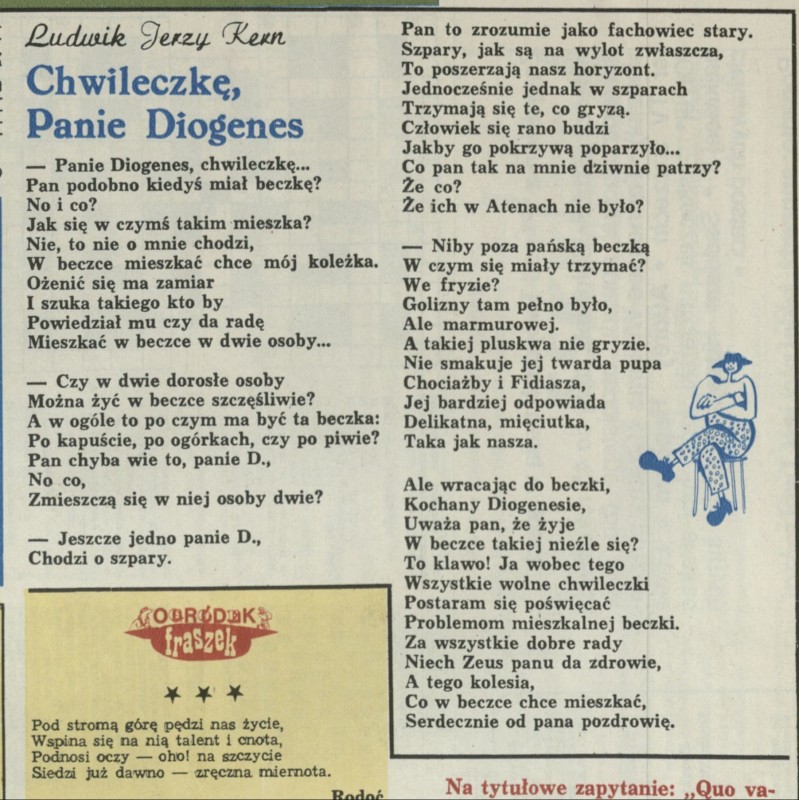 Ludwik Jerzy Kern
Chwileczkę,
Panie Diogenes
— Panie Diogenes, chwileczkę...
Pan podobno kiedyś miał beczkę?
No i co?
Jak się w czymś takim mieszka?
Nie, to nie o mnie chodzi,
W beczce mieszkać chce mój koleżka.
Ożenić się ma zamiar
I szuka takiego kto by
Powiedział mu czy da radę
Mieszkać w beczce w dwie osoby...
— Czy w dwie dorosłe osoby
Można żyć w beczce szczęśliwie?
A w ogóle to po czym ma być ta beczka:
Po kapuście, po ogórkach, czy po piwie?
Pan chyba wie to, panie D.,
No co,
Zmieszczą się w niej osoby dwie?
— Jeszcze jedno panie D.,
Chodzi o szpary.
Pan to zrozumie jako fachowiec stary.
Szpary, jak są na wylot zwłaszcza,
To poszerzają nasz horyzont.
Jednocześnie jednak w szparach
Trzymają się te, co gryzą.
Człowiek się rano budzi
Jakby go pokrzywą poparzyło...
Co pan tak na mnie dziwnie patrzy?
Że co?
Że ich w Atenach nie było?
— Niby poza pańską beczką
W czym się miały trzymać?
We fryzie?
Golizny tam pełno było,
Ale marmurowej.
A takiej pluskwa nie gryzie.
Nie smakuje jej twarda pupa
Chociażby i Fidiasza,
Jej bardziej odpowiada
Delikatna, mięciutka,
Taka jak nasza.
Ale wracając do beczki,
Kochany Diogenesie,
Uważa pan, że żyje
W beczce takiej nieźle się?
To klawo! Ja wobec tego
Wszystkie wolne chwileczki
Postaram się poświęcać
Problemom mieszkalnej beczki.
Za wszystkie dobre rady
Niech Zeus panu da zdrowie,
A tego kolesia,
Co w beczce chce mieszkać,
Serdecznie od pana pozdrowię.
OGRÓDEK
fraszek
Pod stromą górę pędzi nas życie,
Wspina się na nią talent i cnota,
Podnosi oczy — oho! na szczycie
Siedzi już dawno — zręczna miernota.
Rodoć
Na tytułowe zapytanie: „Quo va-